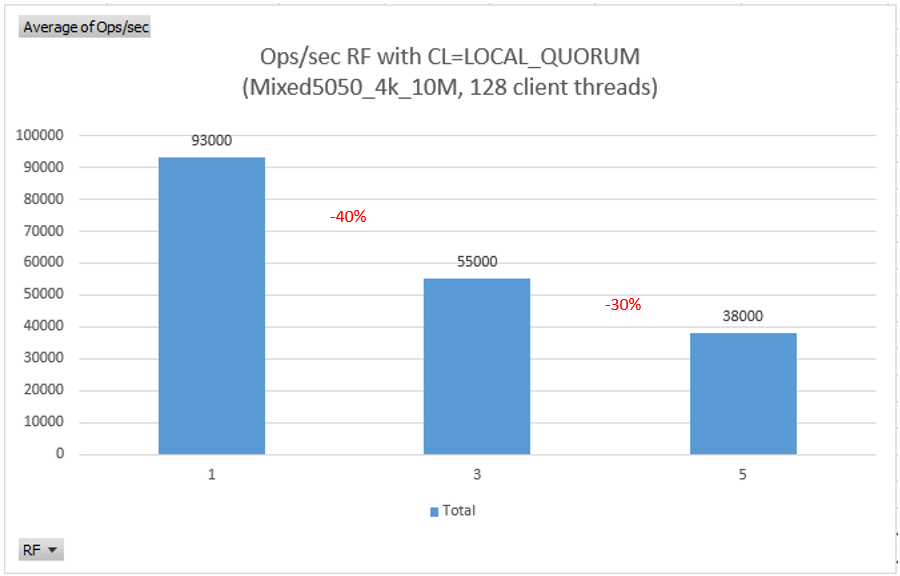 Average of Ops/sec
Ops/sec RF with CL=LOCAL_QUORUM
(Mixed5050_4k_10M, 128 client threads)
100000
90000
80000
70000
60000
50000
40000
30000
20000
10000
0
93000
-40%
55000
-30%
38000
1 3 5
Total
RF